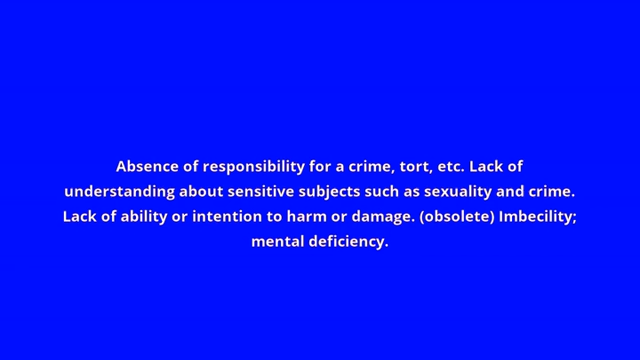 Absence of responsibility for a crime, tort, etc. Lack of
understanding about sensitive subjects such as sexuality and crime.
Lack of ability or intention to harm or damage. (obsolete) Imbecility;
mental deficiency.